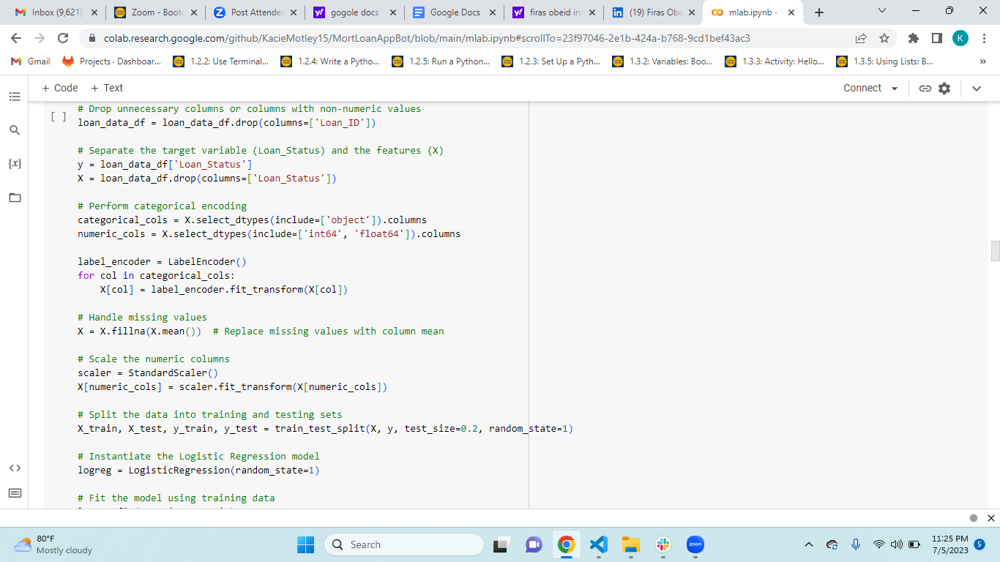 Inbox (9,621)
Zoom - Bootc
Post Attende
gogole docs -
Google Docs
firas obeid in
(19) Firas Obe
mlab.ipynb -
colab.research.google.com/github/KacieMotley15/MortLoanAppBot/blob/main/mlab.ipynb#scrollTo=23f97046-2e1b-424a-b768-9cd1bef43ac3
K
Gmail
Projects · Dashboar...
1.2.2: Use Terminal...
1.2.4: Write a Pytho...
1.2.5: Run a Python...
1.2.3: Set Up a Pyth...
1.3.2: Variables: Boo...
1.3.3: Activity: Hello...
1.3.5: Using Lists: B...
»
+ Code + Text
Connect
[ ]
# Drop unnecessary columns or columns with non-numeric values
loan_data_df = loan_data_df.drop(columns=['Loan_ID'])
# Separate the target variable (Loan_Status) and the features (X)
y = loan_data_df['Loan_Status']
X = loan_data_df.drop(columns=['Loan_Status'])
# Perform categorical encoding
categorical_cols = X.select_dtypes(include=['object']).columns
numeric_cols = X.select_dtypes(include=['int64', 'float64']).columns
label_encoder = LabelEncoder()
for col in categorical_cols:
    X[col] = label_encoder.fit_transform(X[col])
# Handle missing values
X = X.fillna(X.mean())  # Replace missing values with column mean
# Scale the numeric columns
scaler = StandardScaler()
X[numeric_cols] = scaler.fit_transform(X[numeric_cols])
# Split the data into training and testing sets
X_train, X_test, y_train, y_test = train_test_split(X, y, test_size=0.2, random_state=1)
# Instantiate the Logistic Regression model
logreg = LogisticRegression(random_state=1)
# Fit the model using training data
{x}
80°F
Mostly cloudy
Search
zoom
11:25 PM
7/5/2023
5